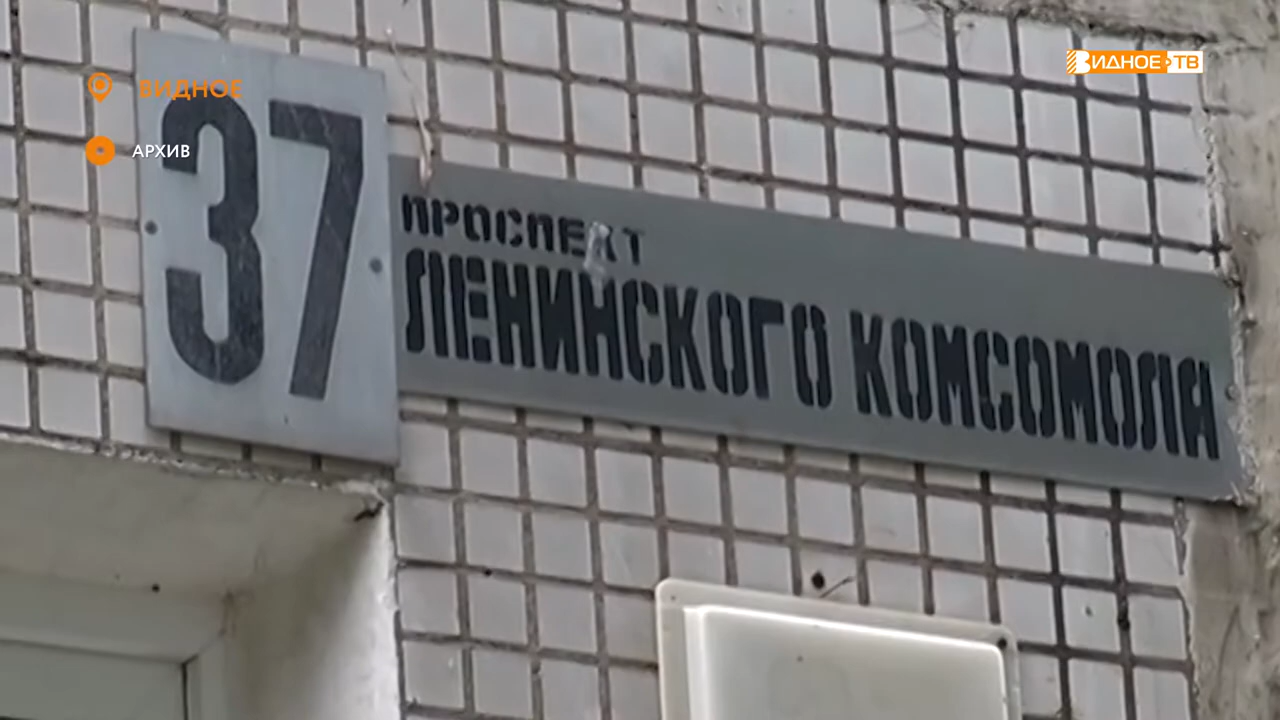 ВИДНОЕ
АРХИВ
ВИДНОЕ ТВ
37
ПРОСПЕКТ
ЛЕНИНСКОГО КОМСОМОЛА